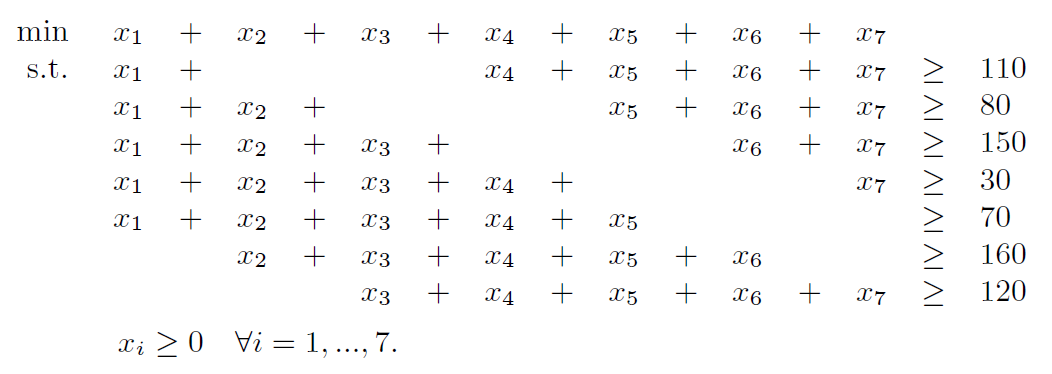 min x₁ + x₂ + x₃ + x₄ + x₅ + x₆ + x₇
s.t. x₁ + x₄ + x₅ + x₆ + x₇ ≥ 110
x₁ + x₂ + x₅ + x₆ + x₇ ≥ 80
x₁ + x₂ + x₃ + x₆ + x₇ ≥ 150
x₁ + x₂ + x₃ + x₄ + x₇ ≥ 30
x₁ + x₂ + x₃ + x₄ + x₅ ≥ 70
x₂ + x₃ + x₄ + x₅ + x₆ ≥ 160
x₃ + x₄ + x₅ + x₆ + x₇ ≥ 120
xᵢ ≥ 0 ∀i = 1, ..., 7.